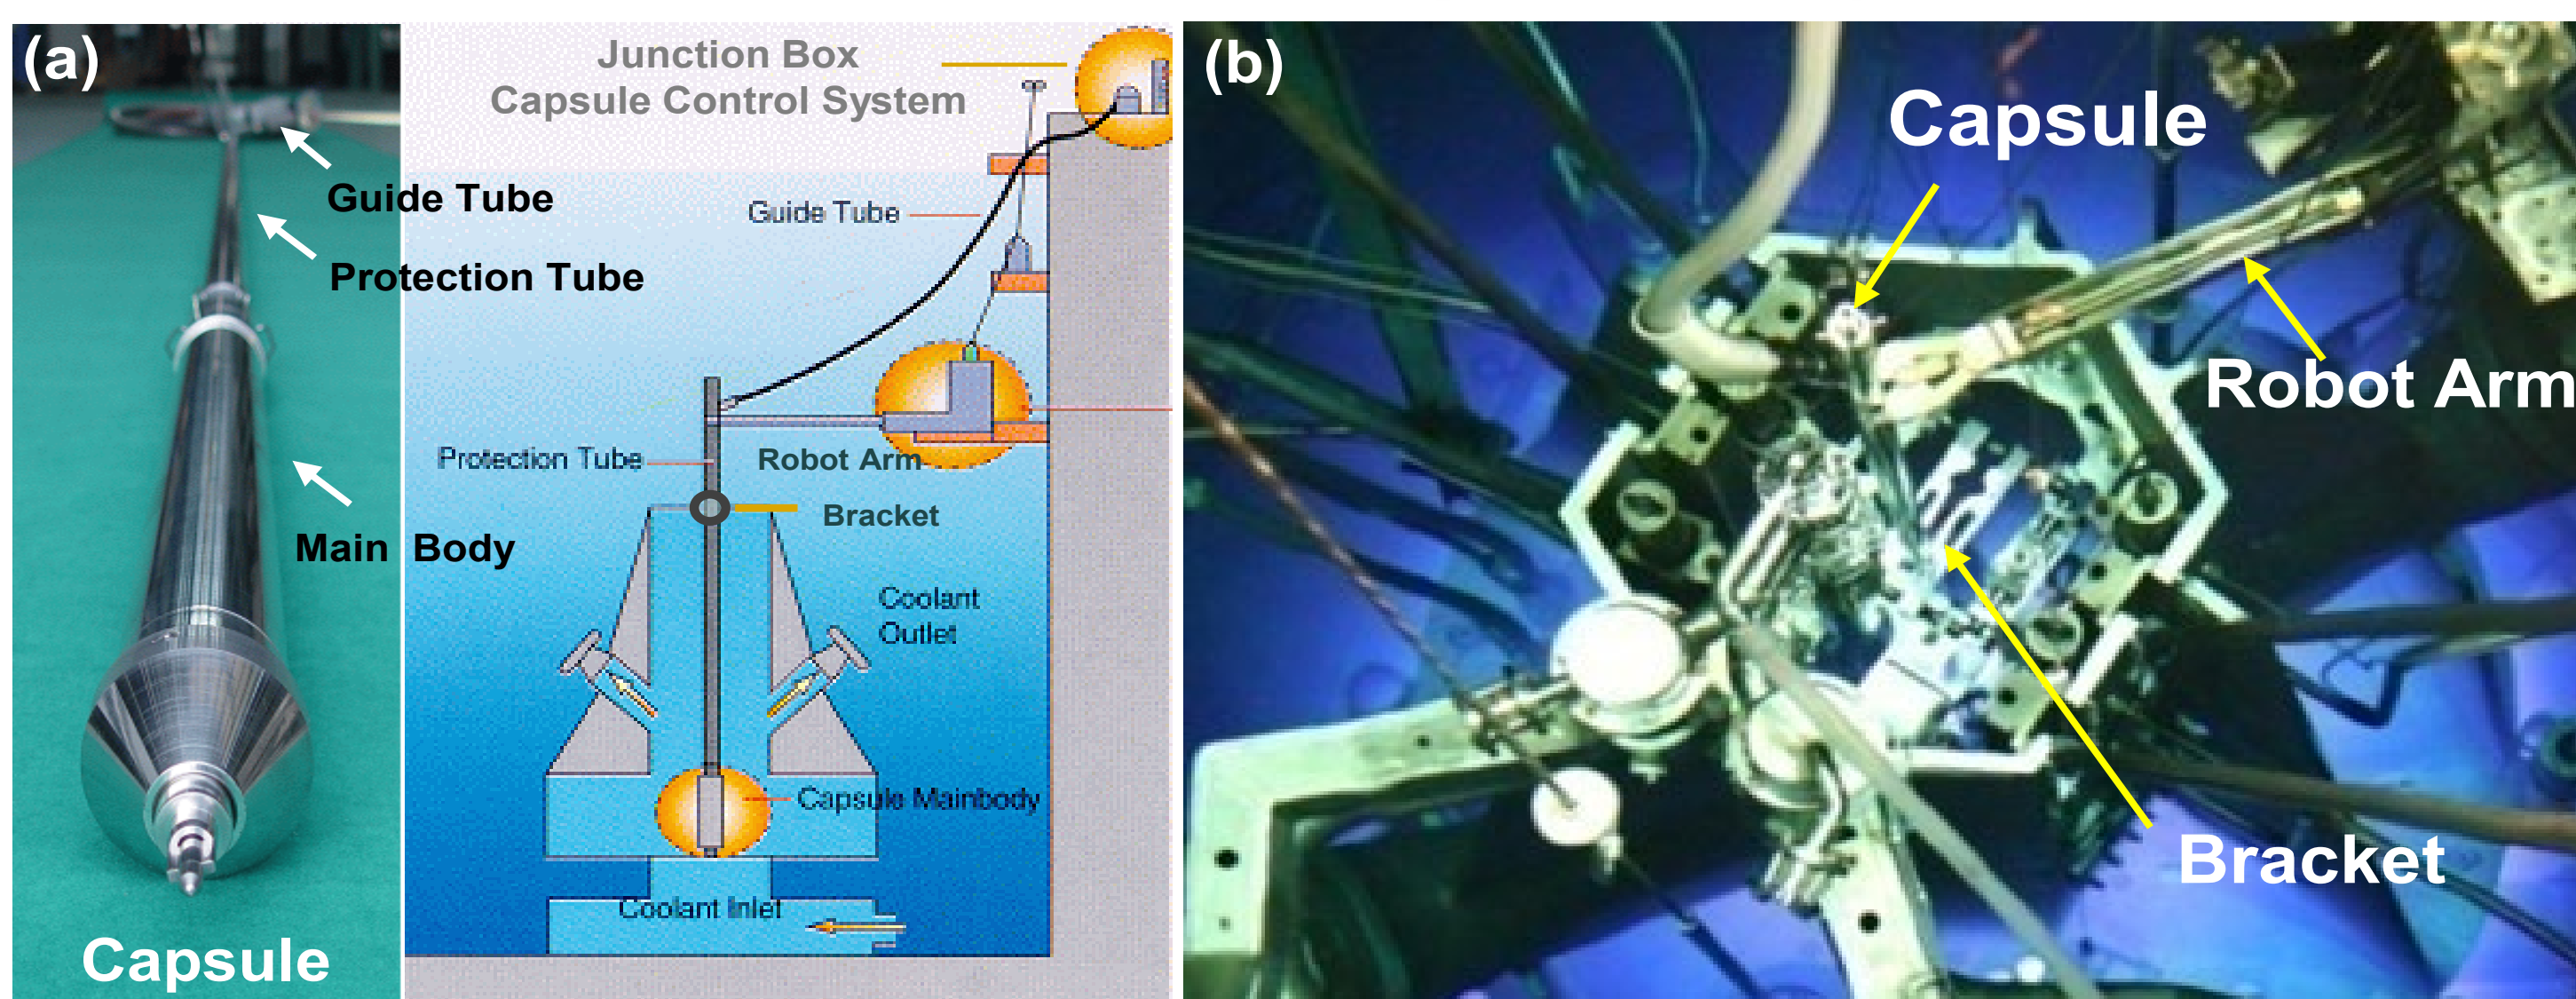 (a)
Guide Tube
Protection Tube
Main Body
Capsule
Junction Box
Capsule Control System
Guide Tube
Protection Tube
Robot Arm
Bracket
Coolant
Outlet
Capsule Mainbody
Coolant Inlet
(b)
Capsule
Robot Arm
Bracket